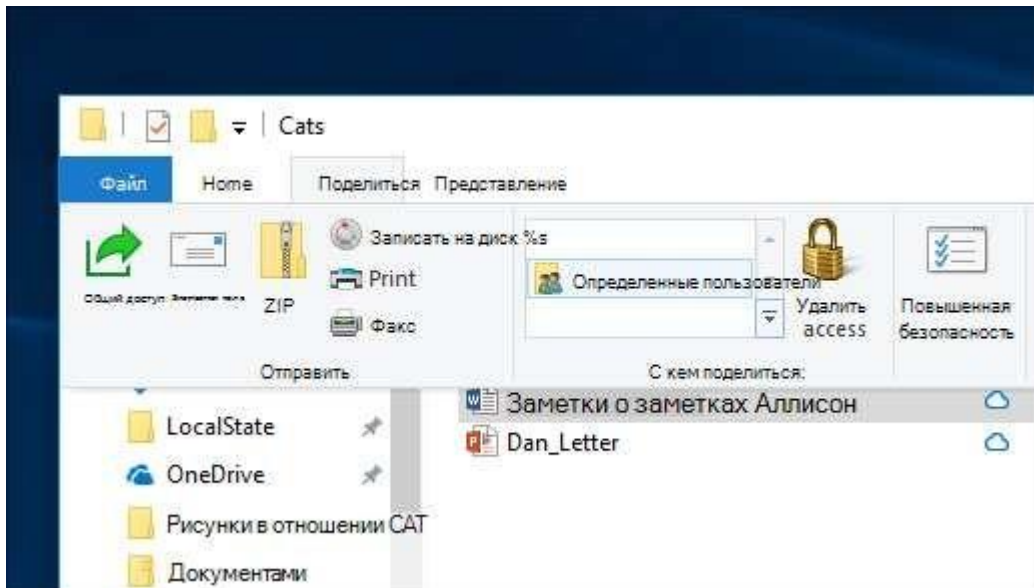 Cats
Файл Home Поделиться Представление
Общий доступ
ZIP
Записать на диск %s
Print
Факс
Отправить
Определенные пользователи
С кем поделиться:
Удалить
access
Повышенная
безопасность
LocalState
OneDrive
Рисунки в отношении CAT
Документами
Заметки о заметках Аллисон
Dan_Letter